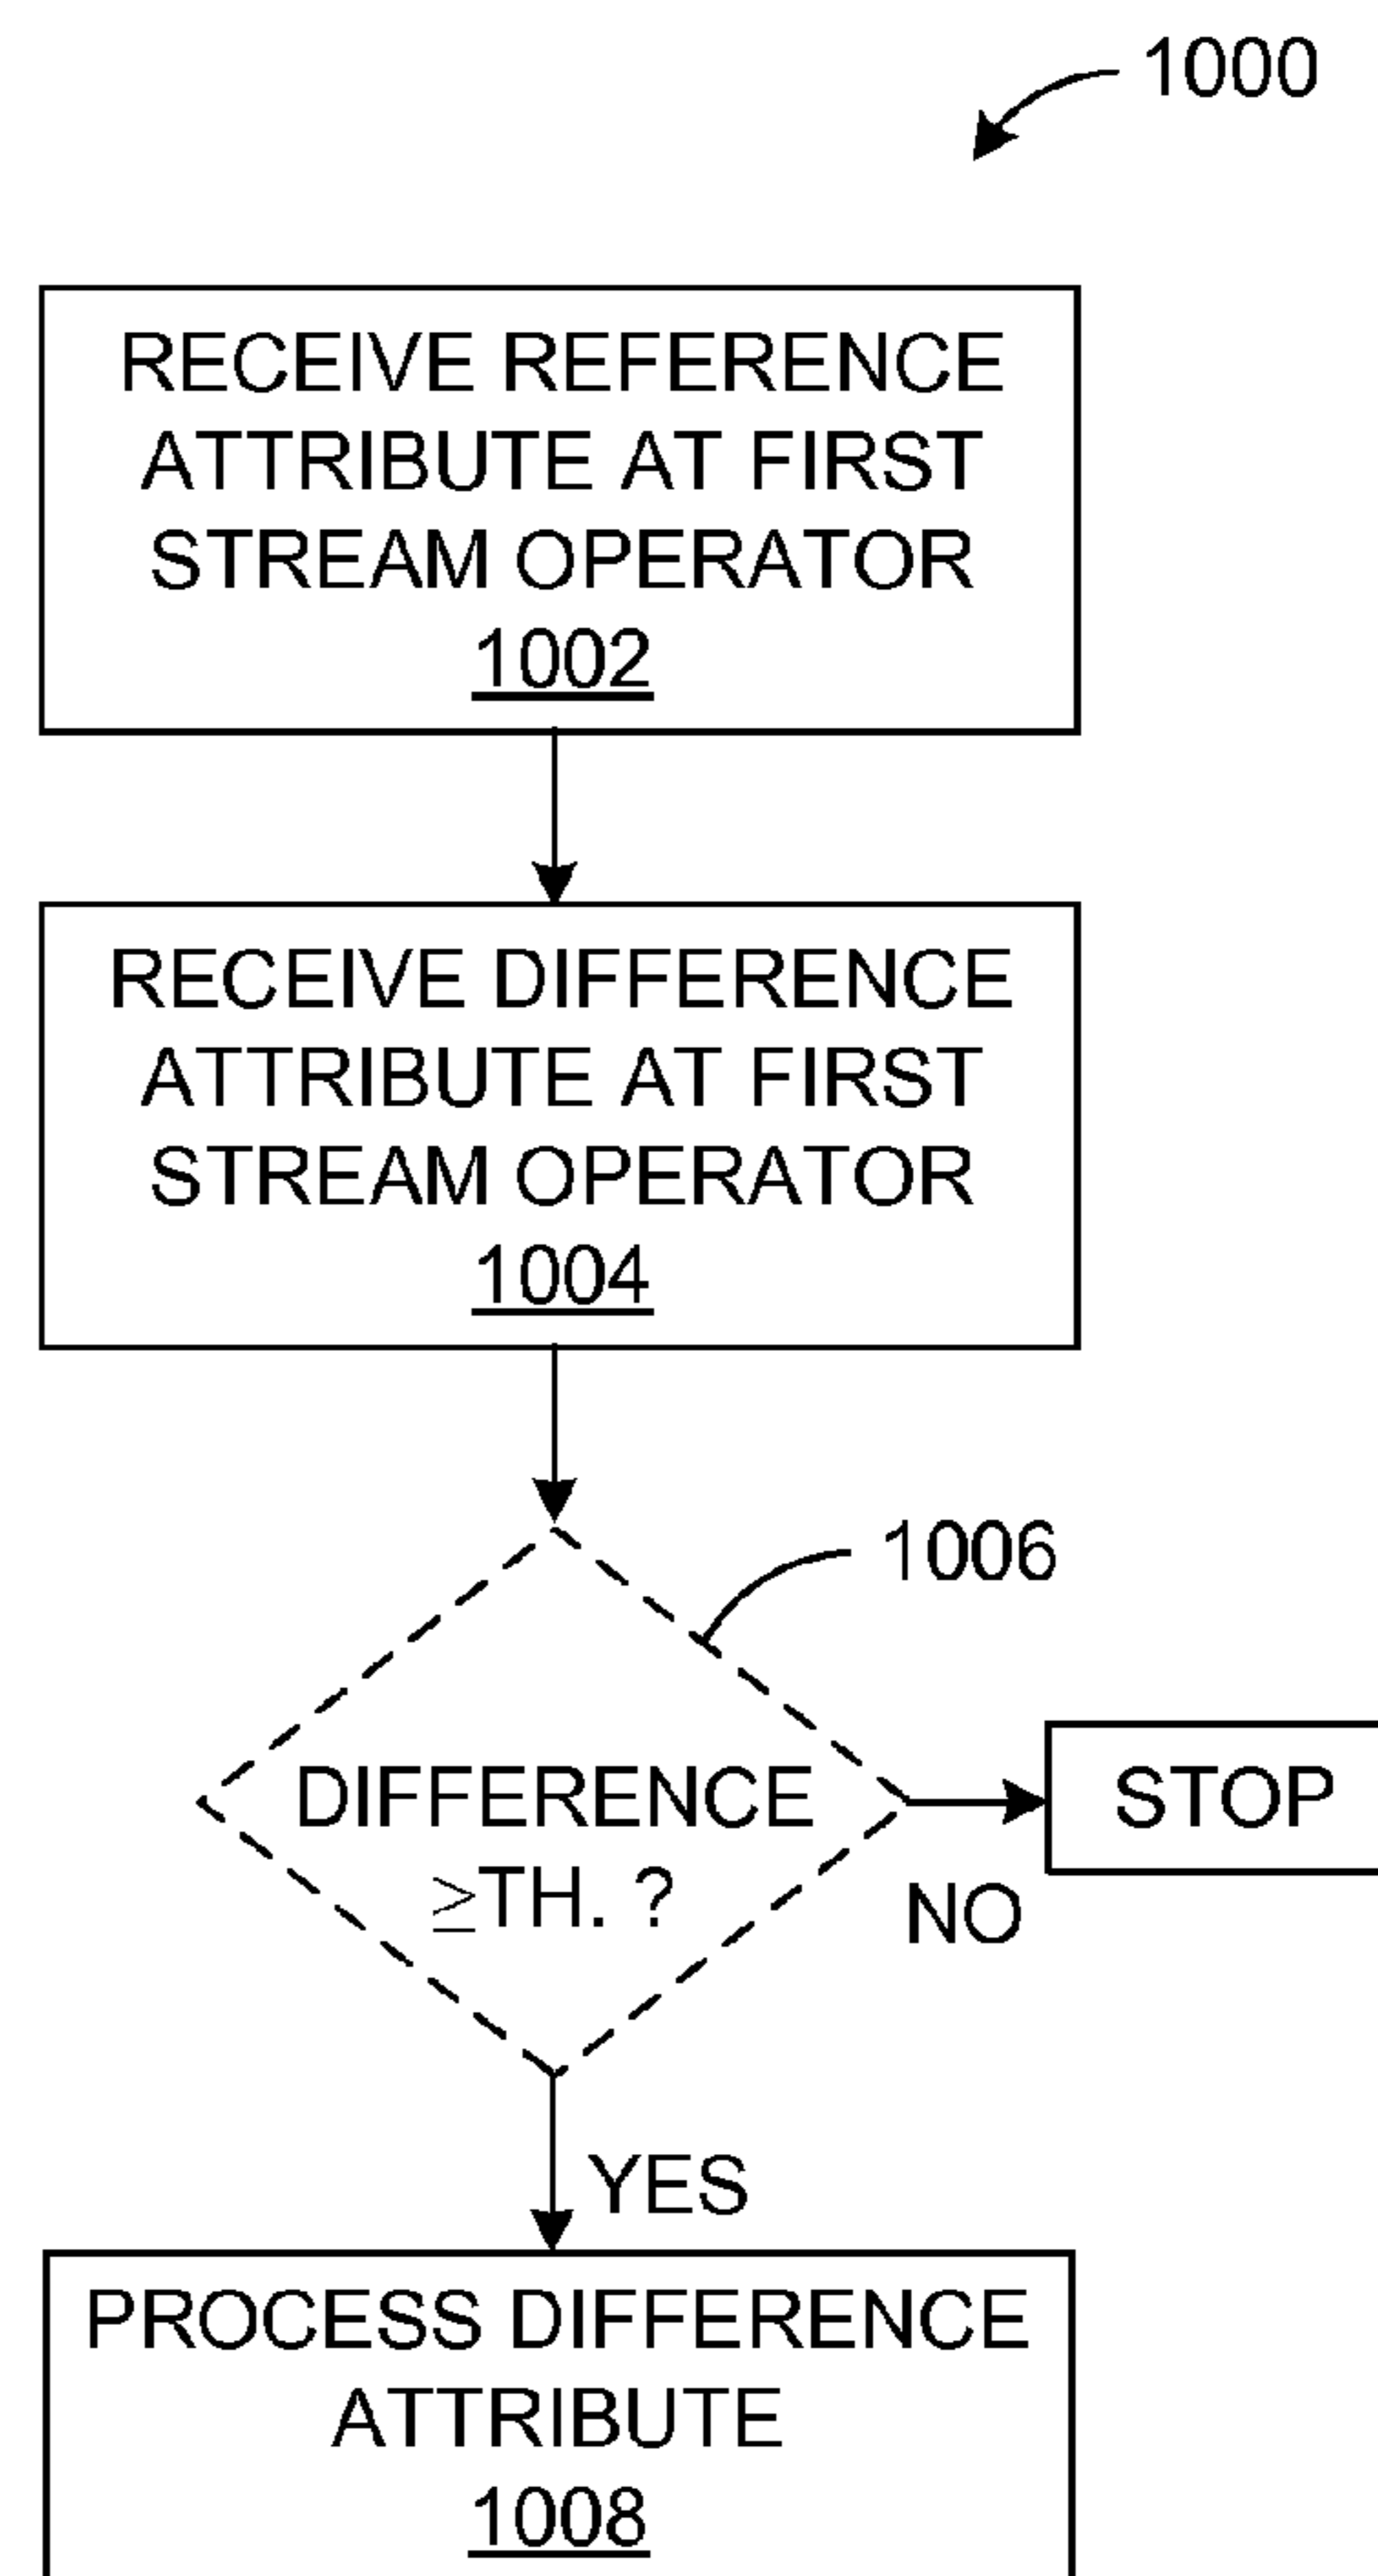 1000
RECEIVE REFERENCE
ATTRIBUTE AT FIRST
STREAM OPERATOR
1002
RECEIVE DIFFERENCE
ATTRIBUTE AT FIRST
STREAM OPERATOR
1004
1006
DIFFERENCE
≥TH. ?
STOP
NO
YES
PROCESS DIFFERENCE
ATTRIBUTE
1008